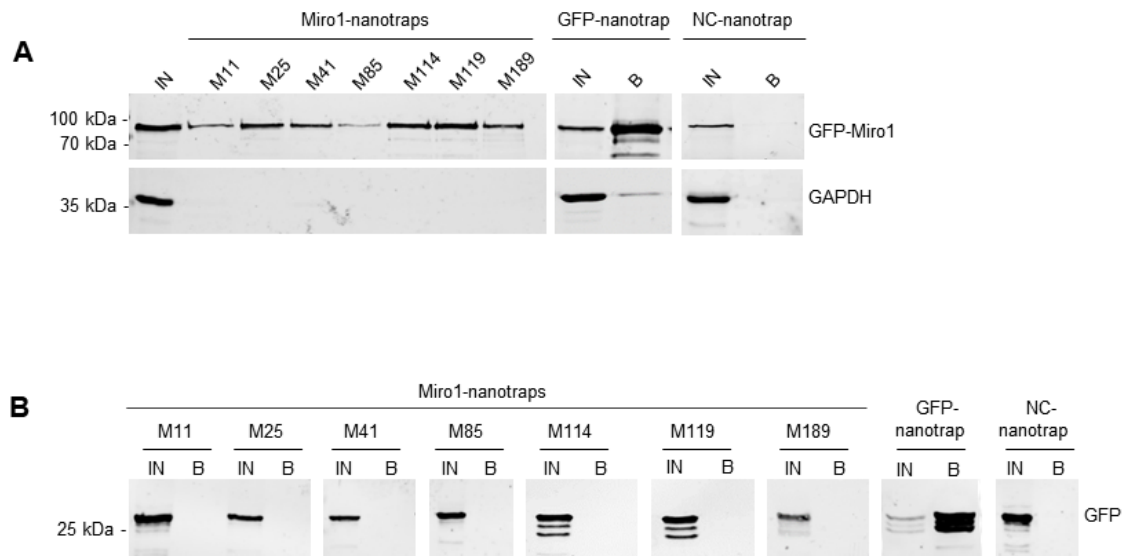 Miro1-nanotraps GFP-nanotrap NC-nanotrap
A
IN M11 M25 M41 M85 M114 M119 M189 IN B IN B
100 kDa -
GFP-Miro1
70 kDa -
35 kDa -
GAPDH
Miro1-nanotraps
B
GFP-nanotrap
NC-nanotrap
M11 M25 M41 M85 M114 M119 M189
IN B IN B IN B IN B IN B IN B IN B IN B IN B
GFP
25 kDa -